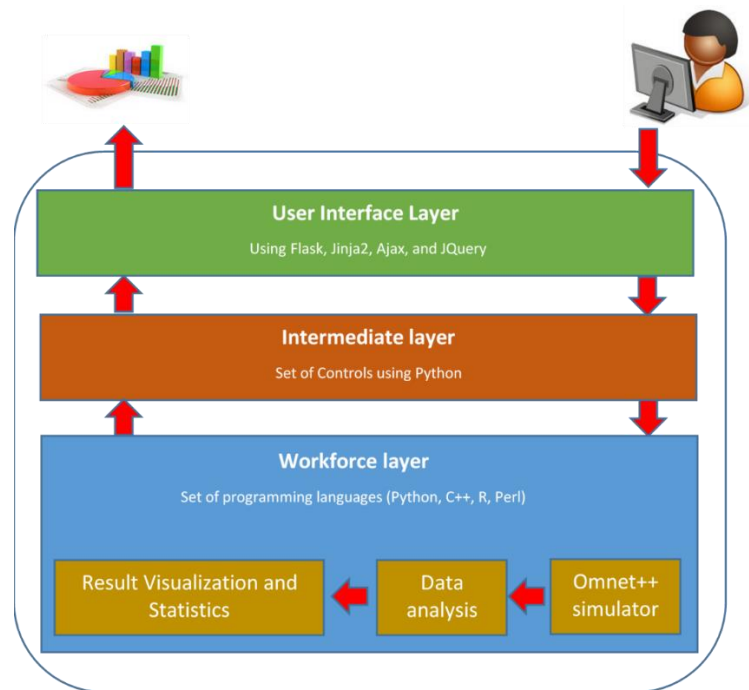 User Interface Layer
Using Flask, Jinja2, Ajax, and JQuery
Intermediate layer
Set of Controls using Python
Workforce layer
Set of programming languages (Python, C++, R, Perl)
Result Visualization and
Statistics
Data
analysis
Omnet++
simulator